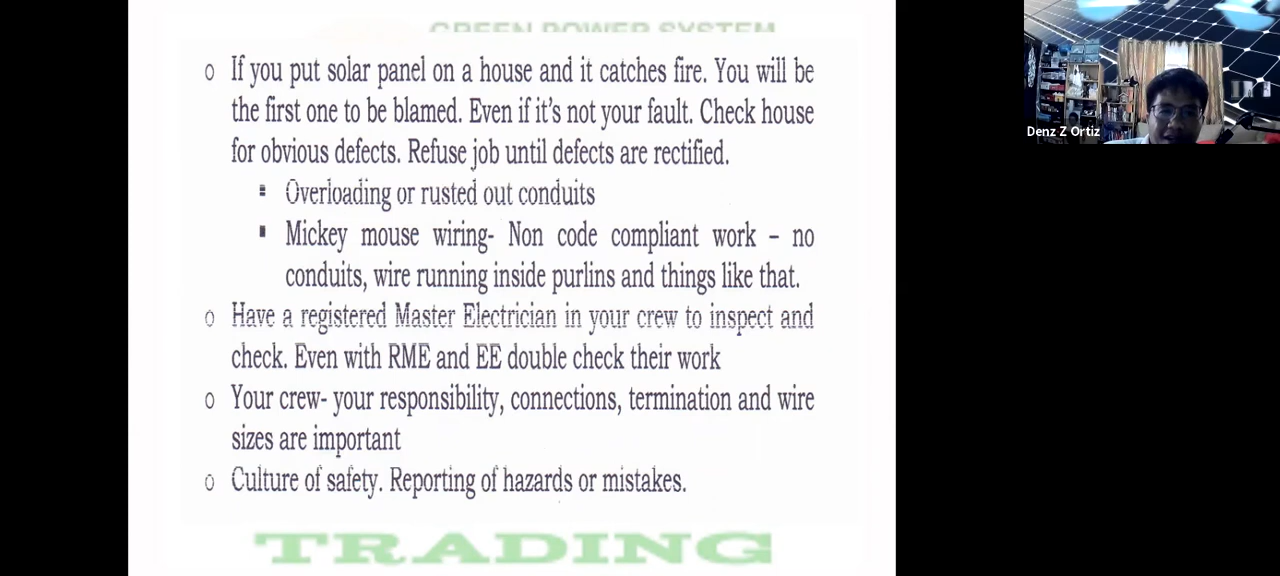 GREEN POWER SYSTEM
o If you put solar panel on a house and it catches fire. You will be
the first one to be blamed. Even if it's not your fault. Check house
for obvious defects. Refuse job until defects are rectified.
▪ Overloading or rusted out conduits
▪ Mickey mouse wiring- Non code compliant work – no
conduits, wire running inside purlins and things like that.
o Have a registered Master Electrician in your crew to inspect and
check. Even with RME and EE double check their work
o Your crew- your responsibility, connections, termination and wire
sizes are important
o Culture of safety. Reporting of hazards or mistakes.
TRADING
Denz Z Ortiz